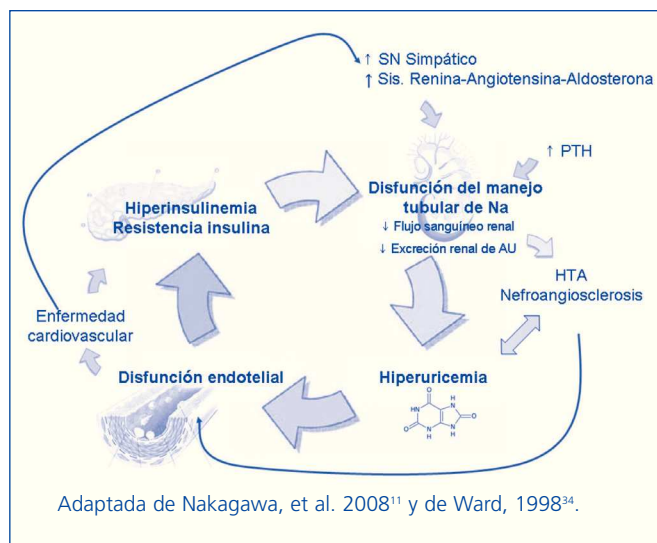 ↑ SN Simpático
↑ Sis. Renina-Angiotensina-Aldosterona
↑ PTH
Disfunción del manejo
tubular de Na
↓ Flujo sanguíneo renal
↓ Excreción renal de AU
Hiperinsulinemia
Resistencia insulina
HTA
Nefroangiosclerosis
Enfermedad
cardiovascular
Disfunción endotelial
Hiperuricemia
O
H
N
HN
O
O
N
N
H
H
Adaptada de Nakagawa, et al. 2008¹¹ y de Ward, 1998³⁴.